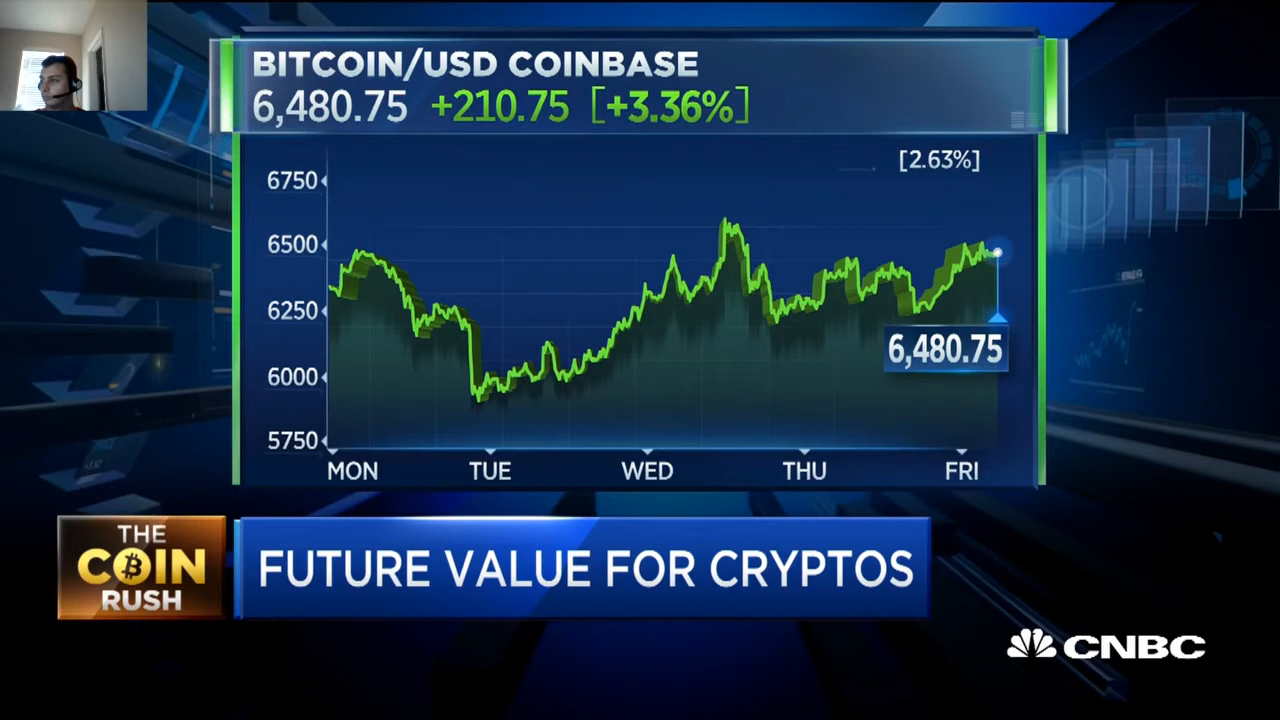 BITCOIN/USD COINBASE
6,480.75 +210.75 [+3.36%]
[2.63%]
6750
6500
6250
6000
5750
6,480.75
MON TUE WED THU FRI
THE
COIN
RUSH
FUTURE VALUE FOR CRYPTOS
CNBC